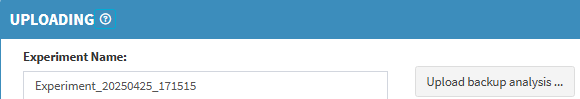 UPLOADING
Experiment Name:
Experiment_20250425_171515
Upload backup analysis ...